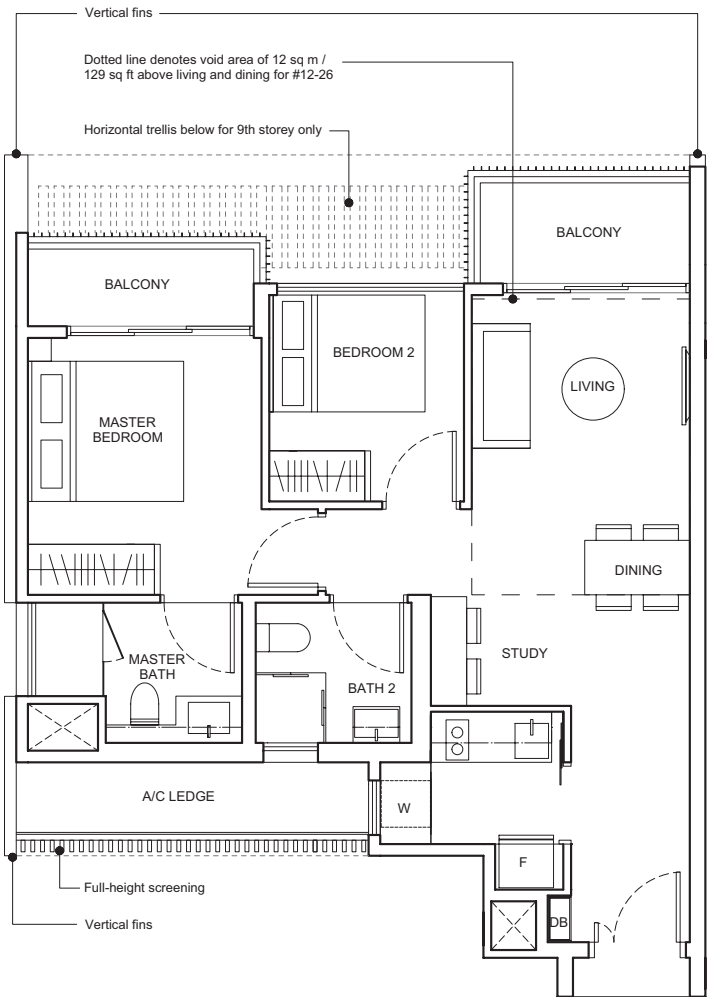 Vertical fins
Dotted line denotes void area of 12 sq m /
129 sq ft above living and dining for #12-26
Horizontal trellis below for 9th storey only
BALCONY
BALCONY
BEDROOM 2
LIVING
MASTER
BEDROOM
DINING
STUDY
MASTER
BATH
BATH 2
A/C LEDGE
W
F
Full-height screening
DB
Vertical fins